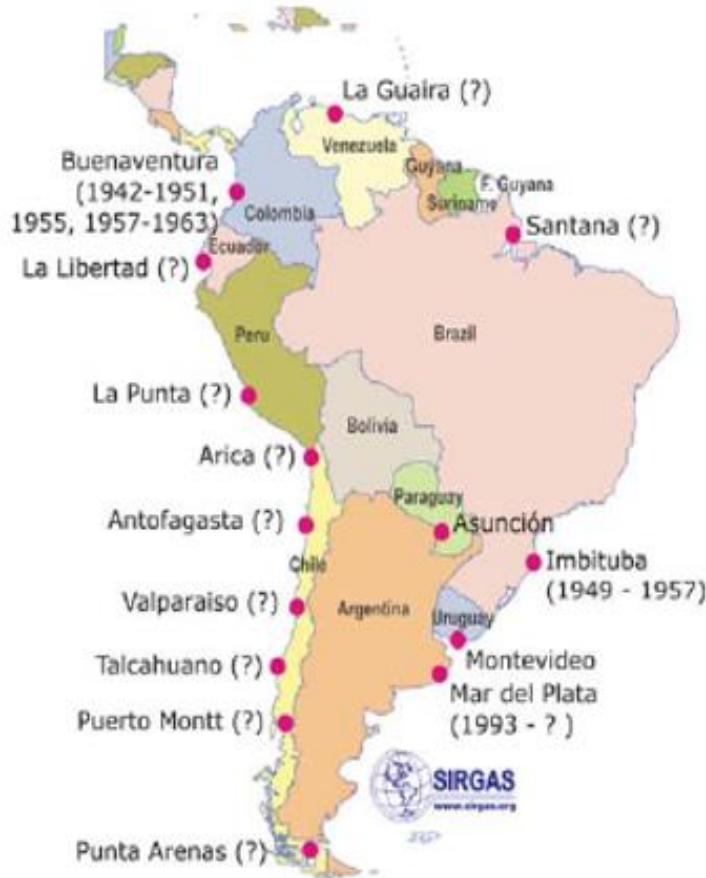 La Guaira (?)
Venezuela
Guyana
F. Guyana
Suriname
Buenaventura
(1942-1951,
1955, 1957-1963)
Colombia
Santana (?)
Ecuador
La Libertad (?)
Peru
Brazil
La Punta (?)
Bolivia
Arica (?)
Paraguay
Antofagasta (?)
Asunción
Chile
Imbituba
(1949 - 1957)
Valparaiso (?)
Argentina
Uruguay
Talcahuano (?)
Montevideo
Mar del Plata
(1993 - ? )
Puerto Montt (?)
SIRGAS
www.sirgas.org
Punta Arenas (?)